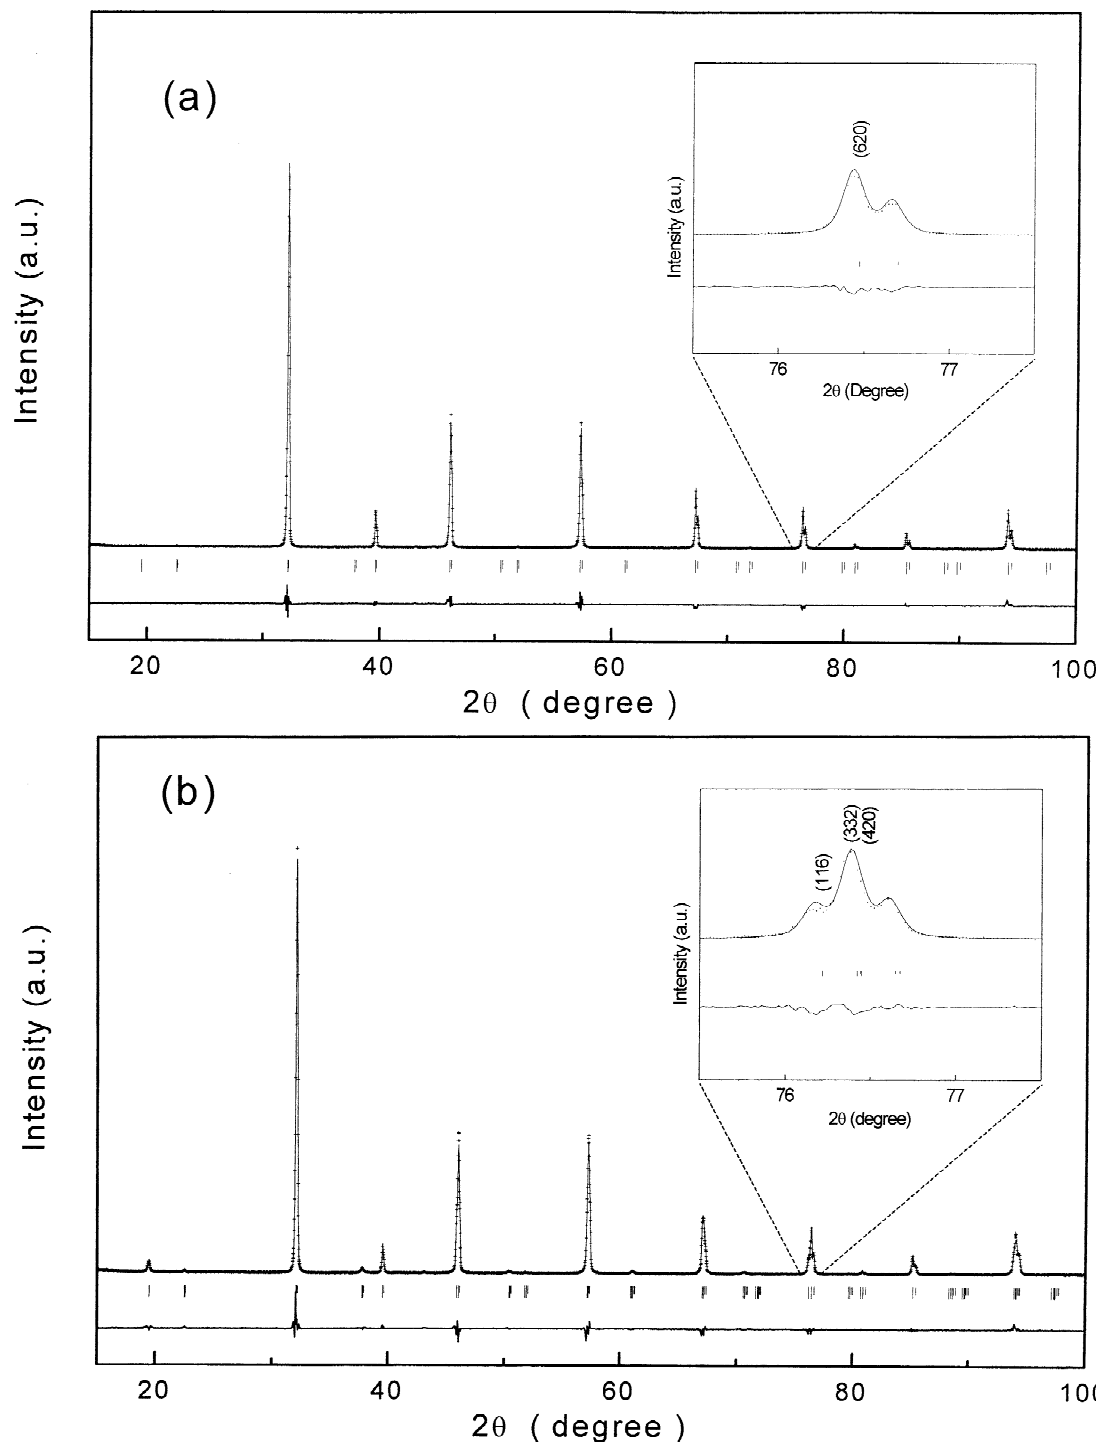 (a)
Intensity (a.u.)
(620)
Intensity (a.u.)
76
77
2θ (Degree)
20
40
60
80
100
2θ ( degree )
(b)
Intensity (a.u.)
(116)
(332)
(420)
Intensity (a.u.)
76
77
2θ (degree)
20
40
60
80
100
2θ ( degree )